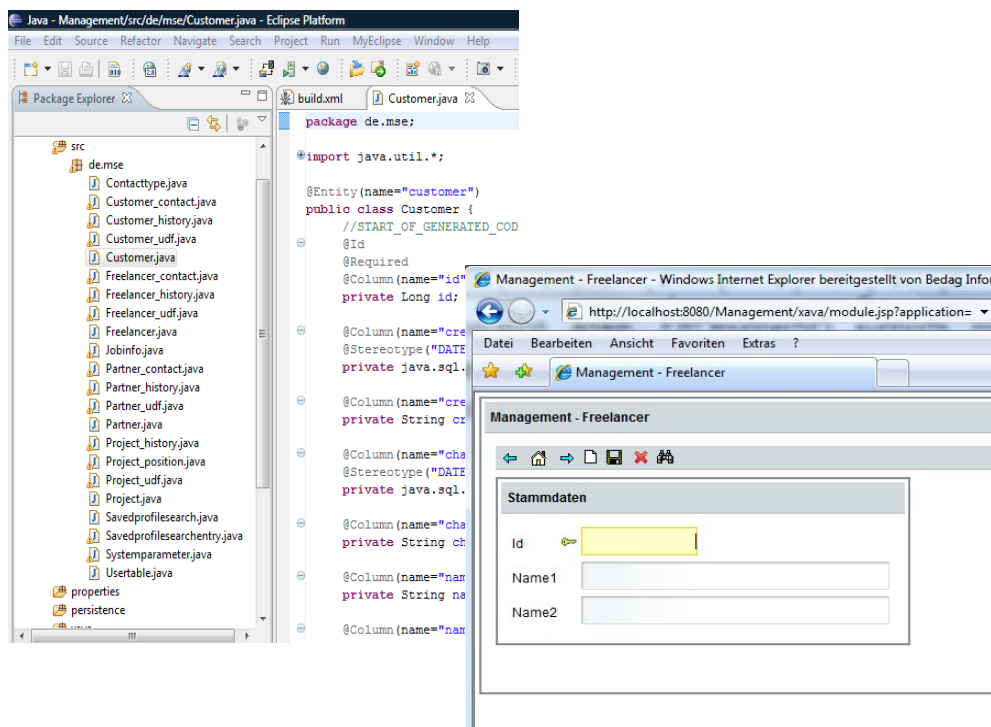 Java - Management/src/de/mse/Customer.java - Eclipse Platform
File Edit Source Refactor Navigate Search Project Run MyEclipse Window Help
Package Explorer
src
de.mse
Contacttype.java
Customer_contact.java
Customer_history.java
Customer_udf.java
Customer.java
Freelancer_contact.java
Freelancer_history.java
Freelancer_udf.java
Freelancer.java
Jobinfo.java
Partner_contact.java
Partner_history.java
Partner_udf.java
Partner.java
Project_history.java
Project_position.java
Project_udf.java
Project.java
Savedprofilesearch.java
Savedprofilesearchentry.java
Systemparameter.java
Usertable.java
properties
persistence
build.xml Customer.java
package de.mse;
import java.util.*;
@Entity(name="customer")
public class Customer {
//START_OF_GENERATED_COD
@Id
@Required
@Column(name="id"
private Long id;
@Column(name="cre
@Stereotype("DATE
private java.sql.
@Column(name="cre
private String cr
@Column(name="cha
@Stereotype("DATE
private java.sql.
@Column(name="cha
private String ch
@Column(name="nam
private String na
@Column(name="nam
Management - Freelancer - Windows Internet Explorer bereitgestellt von Bedag Infor
http://localhost:8080/Management/xava/module.jsp?application=
Datei Bearbeiten Ansicht Favoriten Extras ?
Management - Freelancer
Management - Freelancer
Stammdaten
Id
Name1
Name2